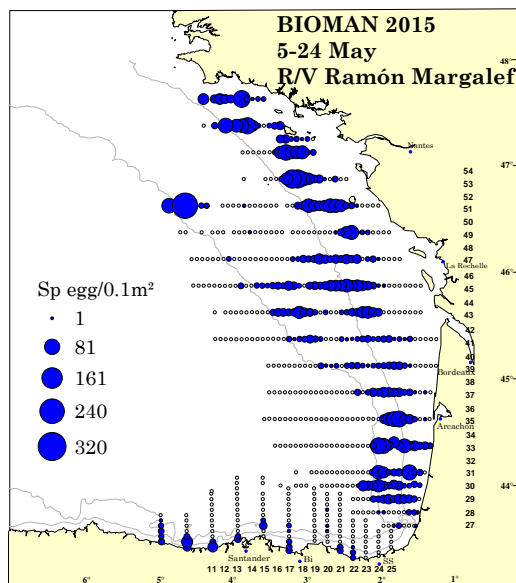 BIOMAN 2015
5-24 May
R/V Ramón Margalef
48°
Nantes
47°
54
53
52
51
50
49
48
47
La Rochelle
46
46°
45
44
43
42
41
40
Bordeaux
39
38
37
36
35
Arcachon
34
33
32
31
30
29
28
27
Sp egg/0.1m²
1
81
161
240
320
45°
44°
Santander
Bi
SS
11 12 13 14 15 16 17 18 19 20 21 22 23 24 25
6° 5° 4° 3° 2° 1°